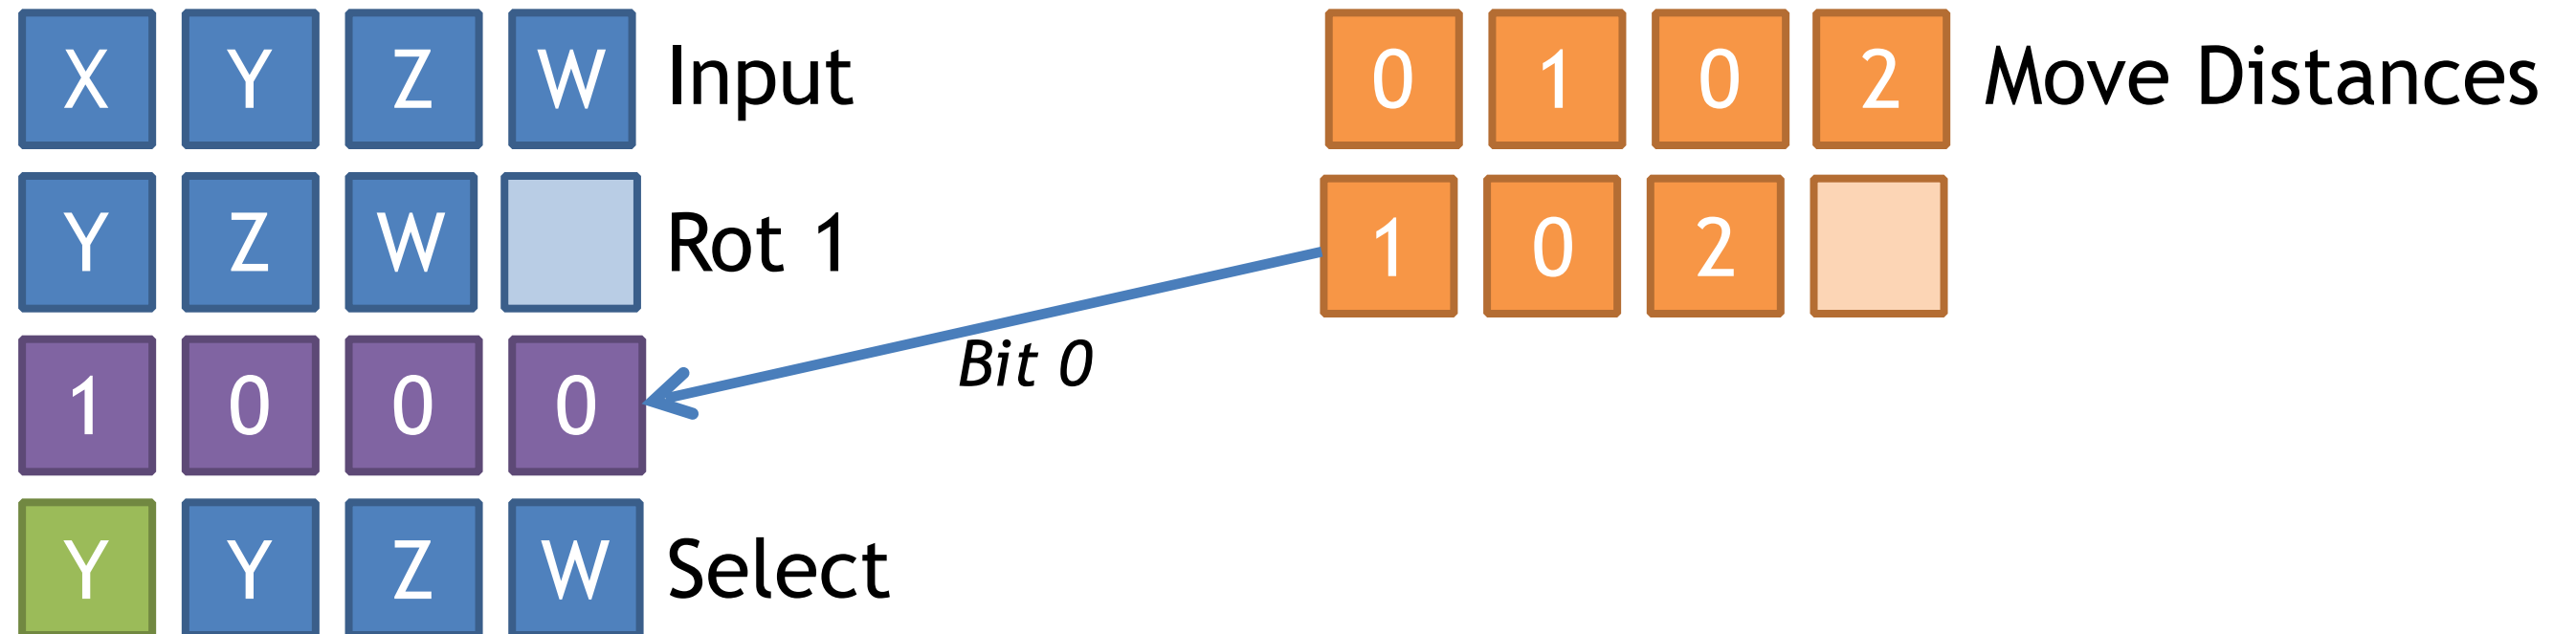 X Y Z W Input 0 1 0 2 Move Distances
Y Z W Rot 1 1 0 2
Bit 0
1 0 0 0
Y Y Z W Select